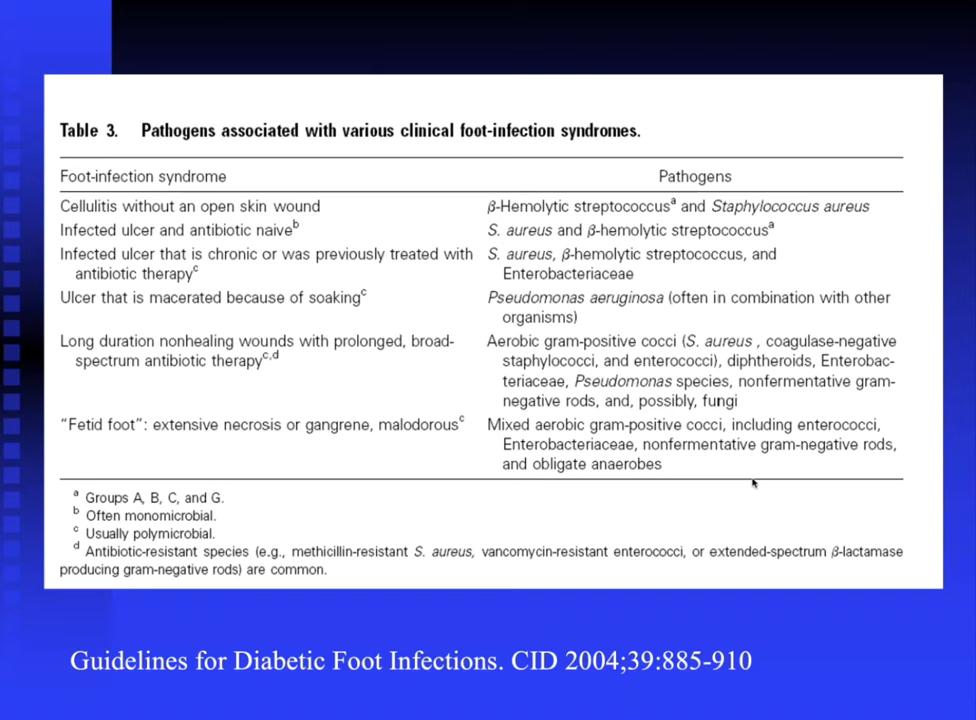 Table 3. Pathogens associated with various clinical foot-infection syndromes.
Foot-infection syndrome Pathogens
Cellulitis without an open skin wound β-Hemolytic streptococcusᵃ and Staphylococcus aureus
Infected ulcer and antibiotic naiveᵇ S. aureus and β-hemolytic streptococcusᵃ
Infected ulcer that is chronic or was previously treated with S. aureus, β-hemolytic streptococcus, and
antibiotic therapyᶜ Enterobacteriaceae
Ulcer that is macerated because of soakingᶜ Pseudomonas aeruginosa (often in combination with other
organisms)
Long duration nonhealing wounds with prolonged, broad- Aerobic gram-positive cocci (S. aureus , coagulase-negative
spectrum antibiotic therapyᶜ,ᵈ staphylococci, and enterococci), diphtheroids, Enterobac-
teriaceae, Pseudomonas species, nonfermentative gram-
negative rods, and, possibly, fungi
“Fetid foot”: extensive necrosis or gangrene, malodorousᶜ Mixed aerobic gram-positive cocci, including enterococci,
Enterobacteriaceae, nonfermentative gram-negative rods,
and obligate anaerobes
ᵃ Groups A, B, C, and G.
ᵇ Often monomicrobial.
ᶜ Usually polymicrobial.
ᵈ Antibiotic-resistant species (e.g., methicillin-resistant S. aureus, vancomycin-resistant enterococci, or extended-spectrum β-lactamase
producing gram-negative rods) are common.
Guidelines for Diabetic Foot Infections. CID 2004;39:885-910